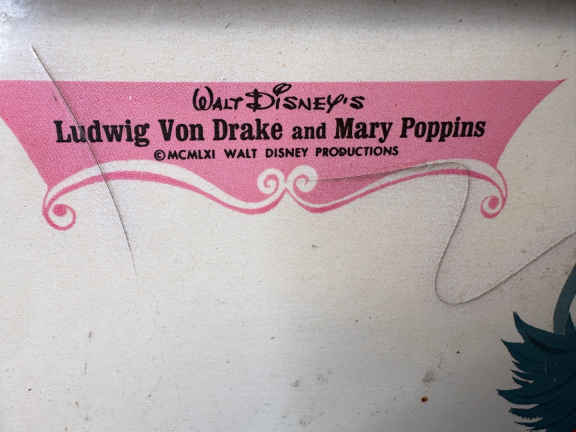 Walt Disney's
Ludwig Von Drake and Mary Poppins
©MCMLXI WALT DISNEY PRODUCTIONS